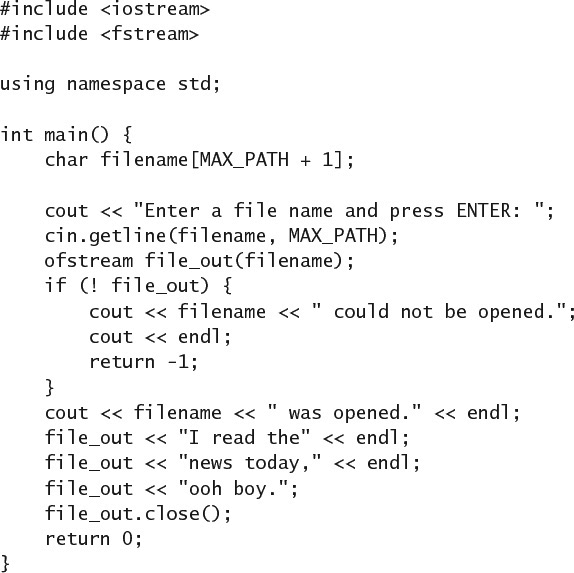 #include <iostream>
#include <fstream>

using namespace std;

int main() {
    char filename[MAX_PATH + 1];

    cout << "Enter a file name and press ENTER: ";
    cin.getline(filename, MAX_PATH);
    ofstream file_out(filename);
    if (! file_out) {
        cout << filename << " could not be opened.";
        cout << endl;
        return -1;
    }
    cout << filename << " was opened." << endl;
    file_out << "I read the" << endl;
    file_out << "news today," << endl;
    file_out << "ooh boy.";
    file_out.close();
    return 0;
}